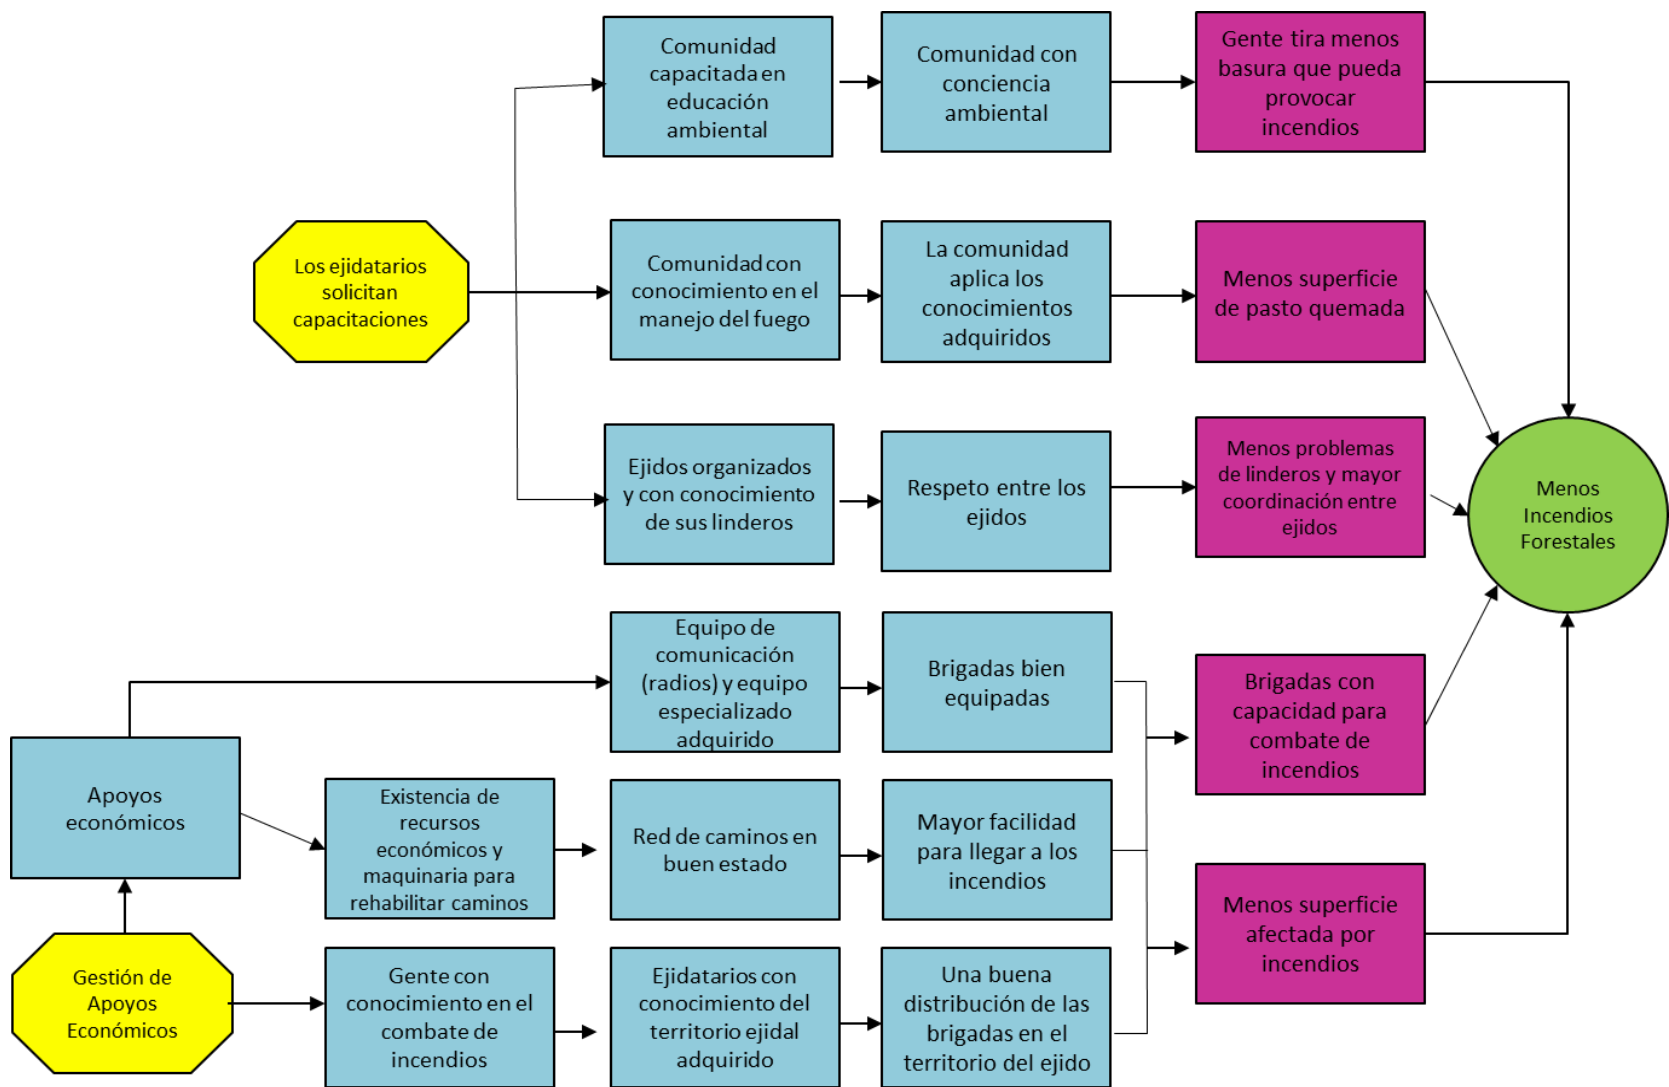 Comunidad
capacitada en
educación
ambiental
Comunidad con
conciencia
ambiental
Gente tira menos
basura que pueda
provocar
incendios
Los ejidatarios
solicitan
capacitaciones
Comunidad con
conocimiento en el
manejo del fuego
La comunidad
aplica los
conocimientos
adquiridos
Menos superficie
de pasto quemada
Ejidos organizados
y con conocimiento
de sus linderos
Respeto entre los
ejidos
Menos problemas
de linderos y mayor
coordinación entre
ejidos
Menos
Incendios
Forestales
Equipo de
comunicación
(radios) y equipo
especializado
adquirido
Brigadas bien
equipadas
Brigadas con
capacidad para
combate de
incendios
Apoyos
económicos
Existencia de
recursos
económicos y
maquinaria para
rehabilitar caminos
Red de caminos en
buen estado
Mayor facilidad
para llegar a los
incendios
Menos superficie
afectada por
incendios
Gestión de
Apoyos
Económicos
Gente con
conocimiento en el
combate de
incendios
Ejidatarios con
conocimiento del
territorio ejidal
adquirido
Una buena
distribución de las
brigadas en el
territorio del ejido